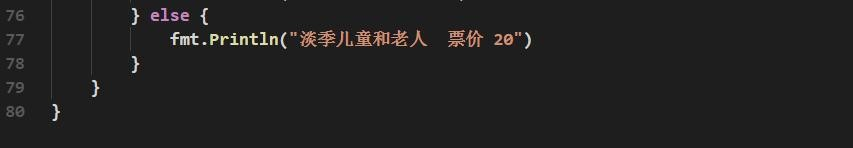 76 } else {
77 fmt.Println("淡季儿童和老人  票价 20")
78 }
79 }
80 }